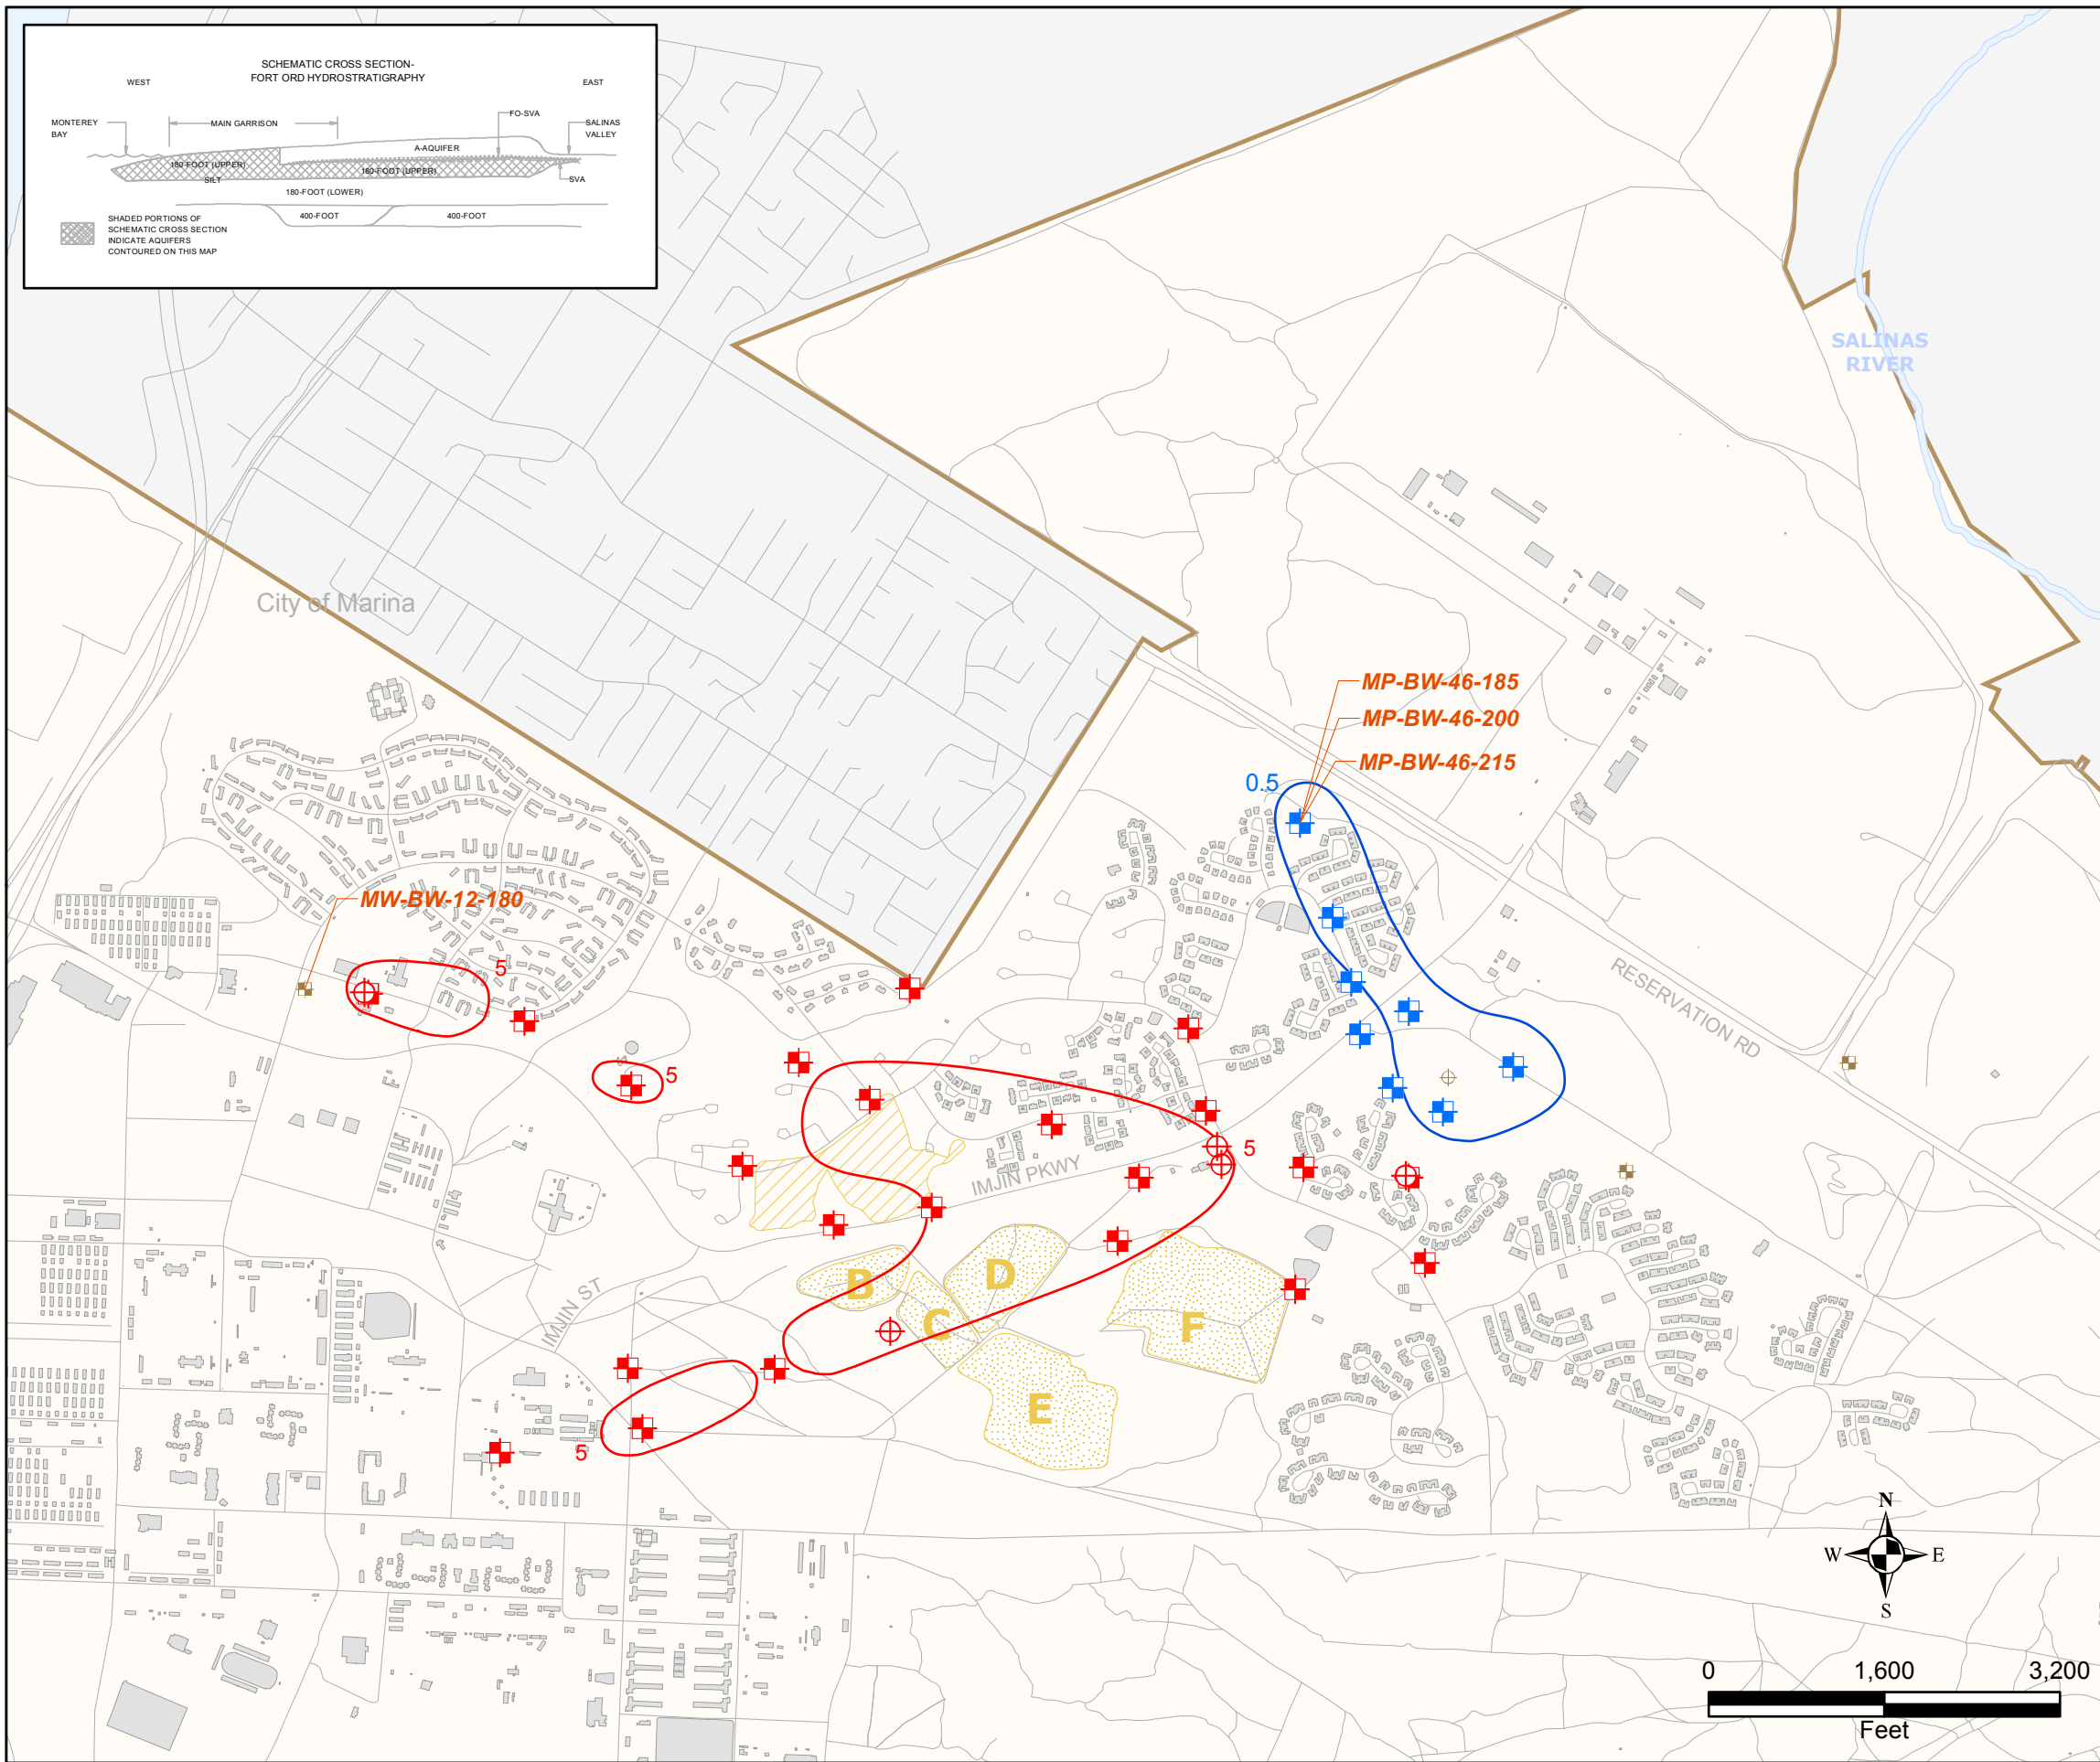 SCHEMATIC CROSS SECTION-
FORT ORD HYDROSTRATIGRAPHY
WEST
EAST
MONTEREY
BAY
MAIN GARRISON
FO-SVA
SALINAS
VALLEY
A-AQUIFER
180-FOOT (UPPER)
180-FOOT (UPPER)
SILT
SVA
180-FOOT (LOWER)
400-FOOT
400-FOOT
SHADED PORTIONS OF
SCHEMATIC CROSS SECTION
INDICATE AQUIFERS
CONTOURED ON THIS MAP
SALINAS
RIVER
City of Marina
MP-BW-46-185
MP-BW-46-200
MP-BW-46-215
0.5
MW-BW-12-180
5
RESERVATION RD
5
5
IMJIN PKWY
B
D
C
F
IMJIN ST
E
5
N
W
E
S
0
1,600
3,200
Feet